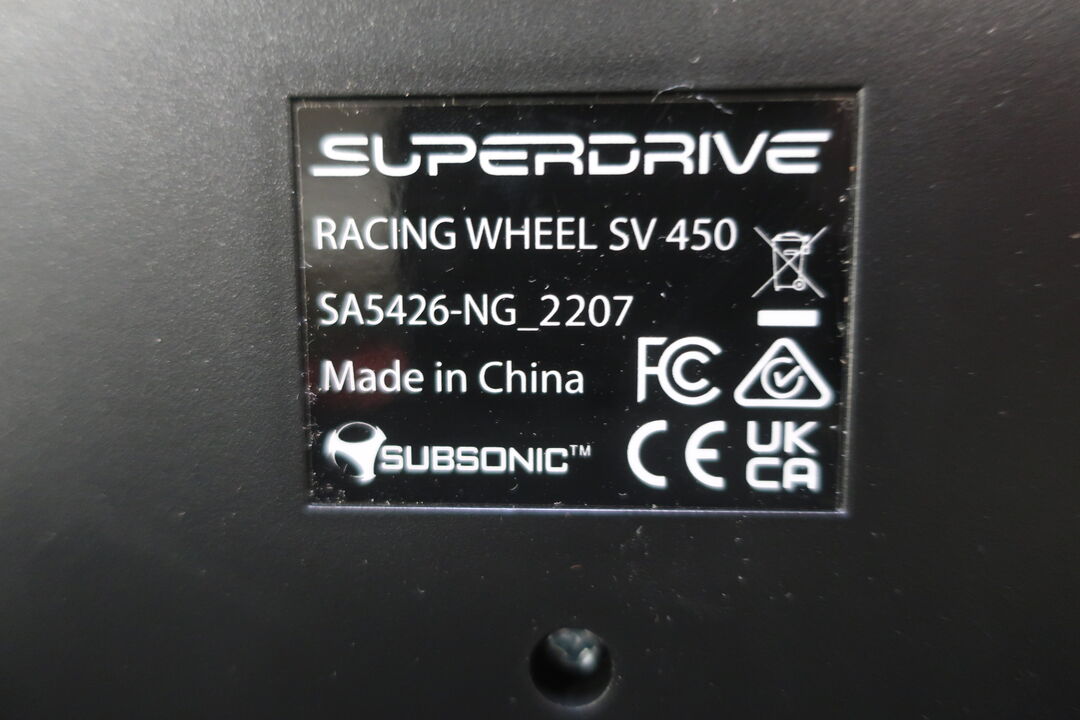 SUPERDRIVE
RACING WHEEL SV 450
SA5426-NG_2207
Made in China
FC
SUBSONIC™
CE
UK
CA